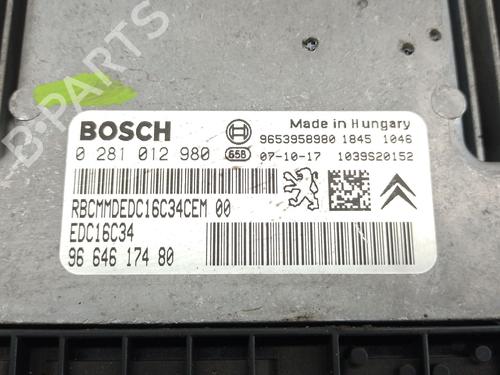 B-PARTS
BOSCH
Made in Hungary
9653958980 1845 1046
0 281 012 980 65B 07-10-17 1039S20152
RBCMMDEDC16C34CEM 00
EDC16C34
96 646 174 80